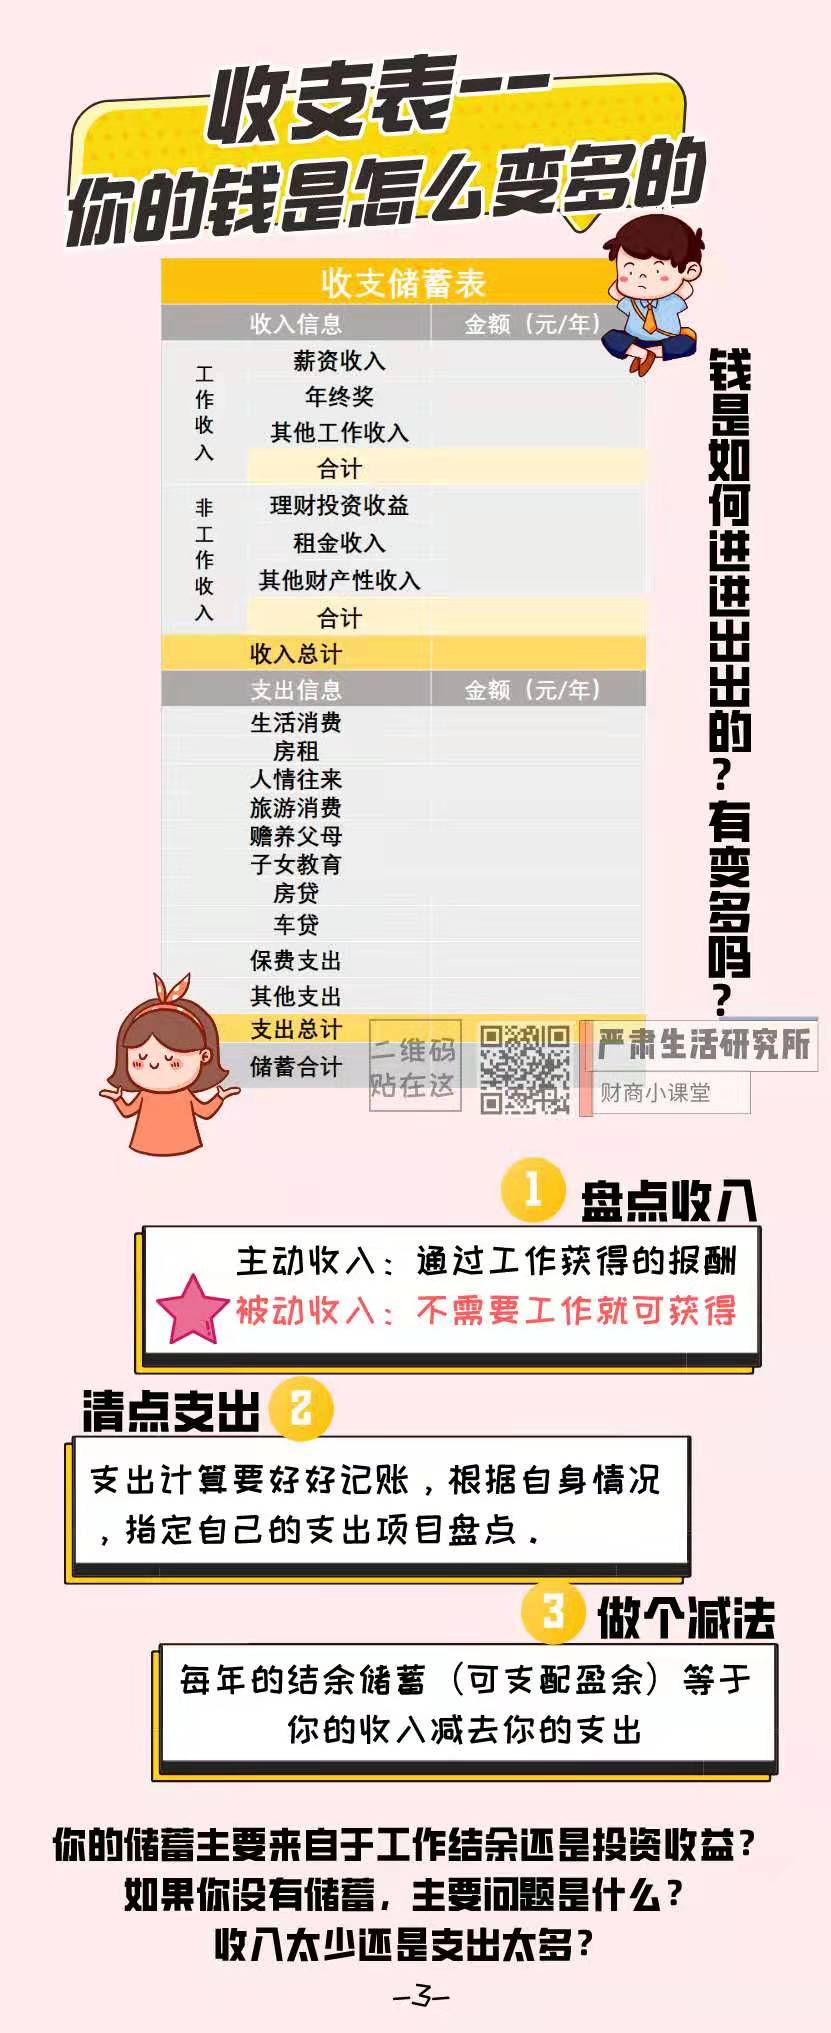 收支表--
你的钱是怎么变多的
收支储蓄表
收入信息 金额（元/年）
工作收入
薪资收入
年终奖
其他工作收入
合计
非工作收入
理财投资收益
租金收入
其他财产性收入
合计
收入总计
支出信息 金额（元/年）
生活消费
房租
人情往来
旅游消费
赡养父母
子女教育
房贷
车贷
保费支出
其他支出
支出总计
储蓄合计
钱是如何进进出出的？有变多吗？
二维码
贴在这
严肃生活研究所
财商小课堂
1 盘点收入
主动收入：通过工作获得的报酬
被动收入：不需要工作就可获得
清点支出 2
支出计算要好好记账，根据自身情况
，指定自己的支出项目盘点．
3 做个减法
每年的结余储蓄（可支配盈余）等于
你的收入减去你的支出
你的储蓄主要来自于工作结余还是投资收益？
如果你没有储蓄，主要问题是什么？
收入太少还是支出太多？
-3-